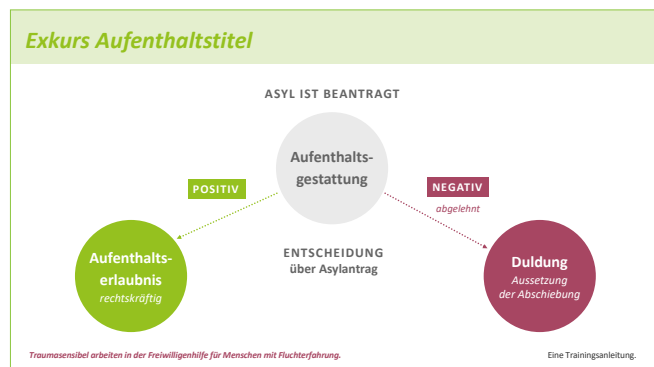 Exkurs Aufenthaltstitel
ASYL IST BEANTRAGT
Aufenthalts-
gestattung
POSITIV
NEGATIV
abgelehnt
ENTSCHEIDUNG
über Asylantrag
Aufenthalts-
erlaubnis
rechtskräftig
Duldung
Aussetzung
der Abschiebung
Traumasensibel arbeiten in der Freiwilligenhilfe für Menschen mit Fluchterfahrung.
Eine Trainingsanleitung.